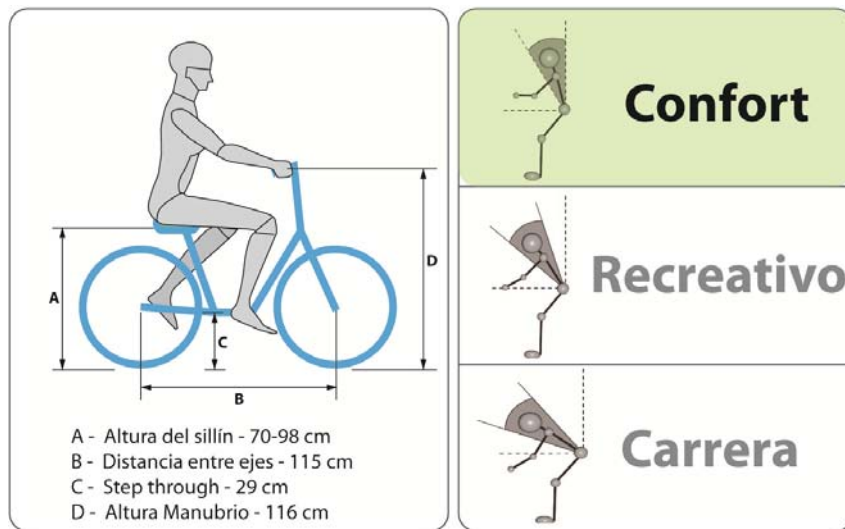 A
B
C
D
A - Altura del sillín - 70-98 cm
B - Distancia entre ejes - 115 cm
C - Step through - 29 cm
D - Altura Manubrio - 116 cm
Confort
Recreativo
Carrera